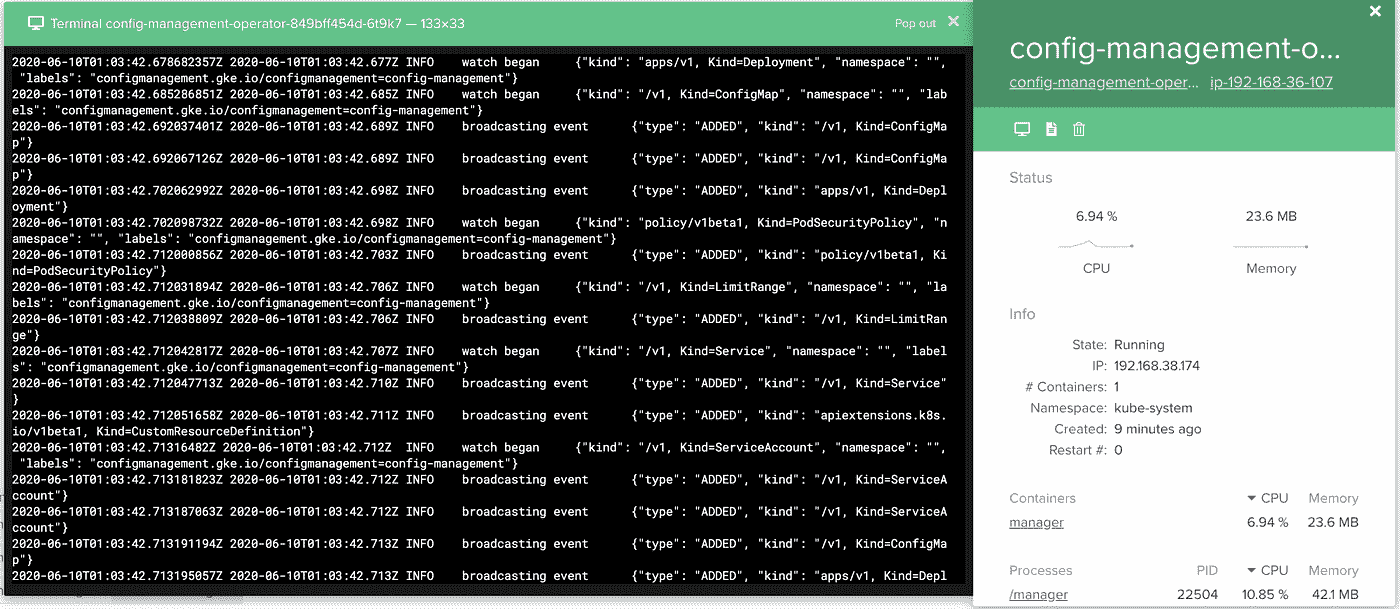 Terminal config-management-operator-849bff454d-6t9k7 — 133×33
Pop out
2020-06-10T01:03:42.678682357Z 2020-06-10T01:03:42.677Z INFO watch began {"kind": "apps/v1, Kind=Deployment", "namespace": "",
"labels": "configmanagement.gke.io/configmanagement=config-management"}
2020-06-10T01:03:42.685286851Z 2020-06-10T01:03:42.685Z INFO watch began {"kind": "/v1, Kind=ConfigMap", "namespace": "", "lab
els": "configmanagement.gke.io/configmanagement=config-management"}
2020-06-10T01:03:42.692037401Z 2020-06-10T01:03:42.689Z INFO broadcasting event {"type": "ADDED", "kind": "/v1, Kind=ConfigMa
p"}
2020-06-10T01:03:42.692067126Z 2020-06-10T01:03:42.689Z INFO broadcasting event {"type": "ADDED", "kind": "/v1, Kind=ConfigMa
p"}
2020-06-10T01:03:42.702062992Z 2020-06-10T01:03:42.698Z INFO broadcasting event {"type": "ADDED", "kind": "apps/v1, Kind=Depl
oyment"}
2020-06-10T01:03:42.702098732Z 2020-06-10T01:03:42.698Z INFO watch began {"kind": "policy/v1beta1, Kind=PodSecurityPolicy", "n
amespace": "", "labels": "configmanagement.gke.io/configmanagement=config-management"}
2020-06-10T01:03:42.712000856Z 2020-06-10T01:03:42.703Z INFO broadcasting event {"type": "ADDED", "kind": "policy/v1beta1, Ki
nd=PodSecurityPolicy"}
2020-06-10T01:03:42.712031894Z 2020-06-10T01:03:42.706Z INFO watch began {"kind": "/v1, Kind=LimitRange", "namespace": "", "la
bels": "configmanagement.gke.io/configmanagement=config-management"}
2020-06-10T01:03:42.712038809Z 2020-06-10T01:03:42.706Z INFO broadcasting event {"type": "ADDED", "kind": "/v1, Kind=LimitRan
ge"}
2020-06-10T01:03:42.712042817Z 2020-06-10T01:03:42.707Z INFO watch began {"kind": "/v1, Kind=Service", "namespace": "", "label
s": "configmanagement.gke.io/configmanagement=config-management"}
2020-06-10T01:03:42.712047713Z 2020-06-10T01:03:42.710Z INFO broadcasting event {"type": "ADDED", "kind": "/v1, Kind=Service"
}
2020-06-10T01:03:42.712051658Z 2020-06-10T01:03:42.711Z INFO broadcasting event {"type": "ADDED", "kind": "apiextensions.k8s.
io/v1beta1, Kind=CustomResourceDefinition"}
2020-06-10T01:03:42.71316482Z 2020-06-10T01:03:42.712Z INFO watch began {"kind": "/v1, Kind=ServiceAccount", "namespace": "",
"labels": "configmanagement.gke.io/configmanagement=config-management"}
2020-06-10T01:03:42.713181823Z 2020-06-10T01:03:42.712Z INFO broadcasting event {"type": "ADDED", "kind": "/v1, Kind=ServiceA
ccount"}
2020-06-10T01:03:42.713187063Z 2020-06-10T01:03:42.712Z INFO broadcasting event {"type": "ADDED", "kind": "/v1, Kind=ServiceA
ccount"}
2020-06-10T01:03:42.713191194Z 2020-06-10T01:03:42.713Z INFO broadcasting event {"type": "ADDED", "kind": "/v1, Kind=ConfigMa
p"}
2020-06-10T01:03:42.713195057Z 2020-06-10T01:03:42.713Z INFO broadcasting event {"type": "ADDED", "kind": "apps/v1, Kind=Depl
config-management-o...
config-management-oper... ip-192-168-36-107
Status
6.94 % 23.6 MB
CPU Memory
Info
State: Running
IP: 192.168.38.174
# Containers: 1
Namespace: kube-system
Created: 9 minutes ago
Restart #: 0
Containers CPU Memory
manager 6.94 % 23.6 MB
Processes PID CPU Memory
/manager 22504 10.85 % 42.1 MB